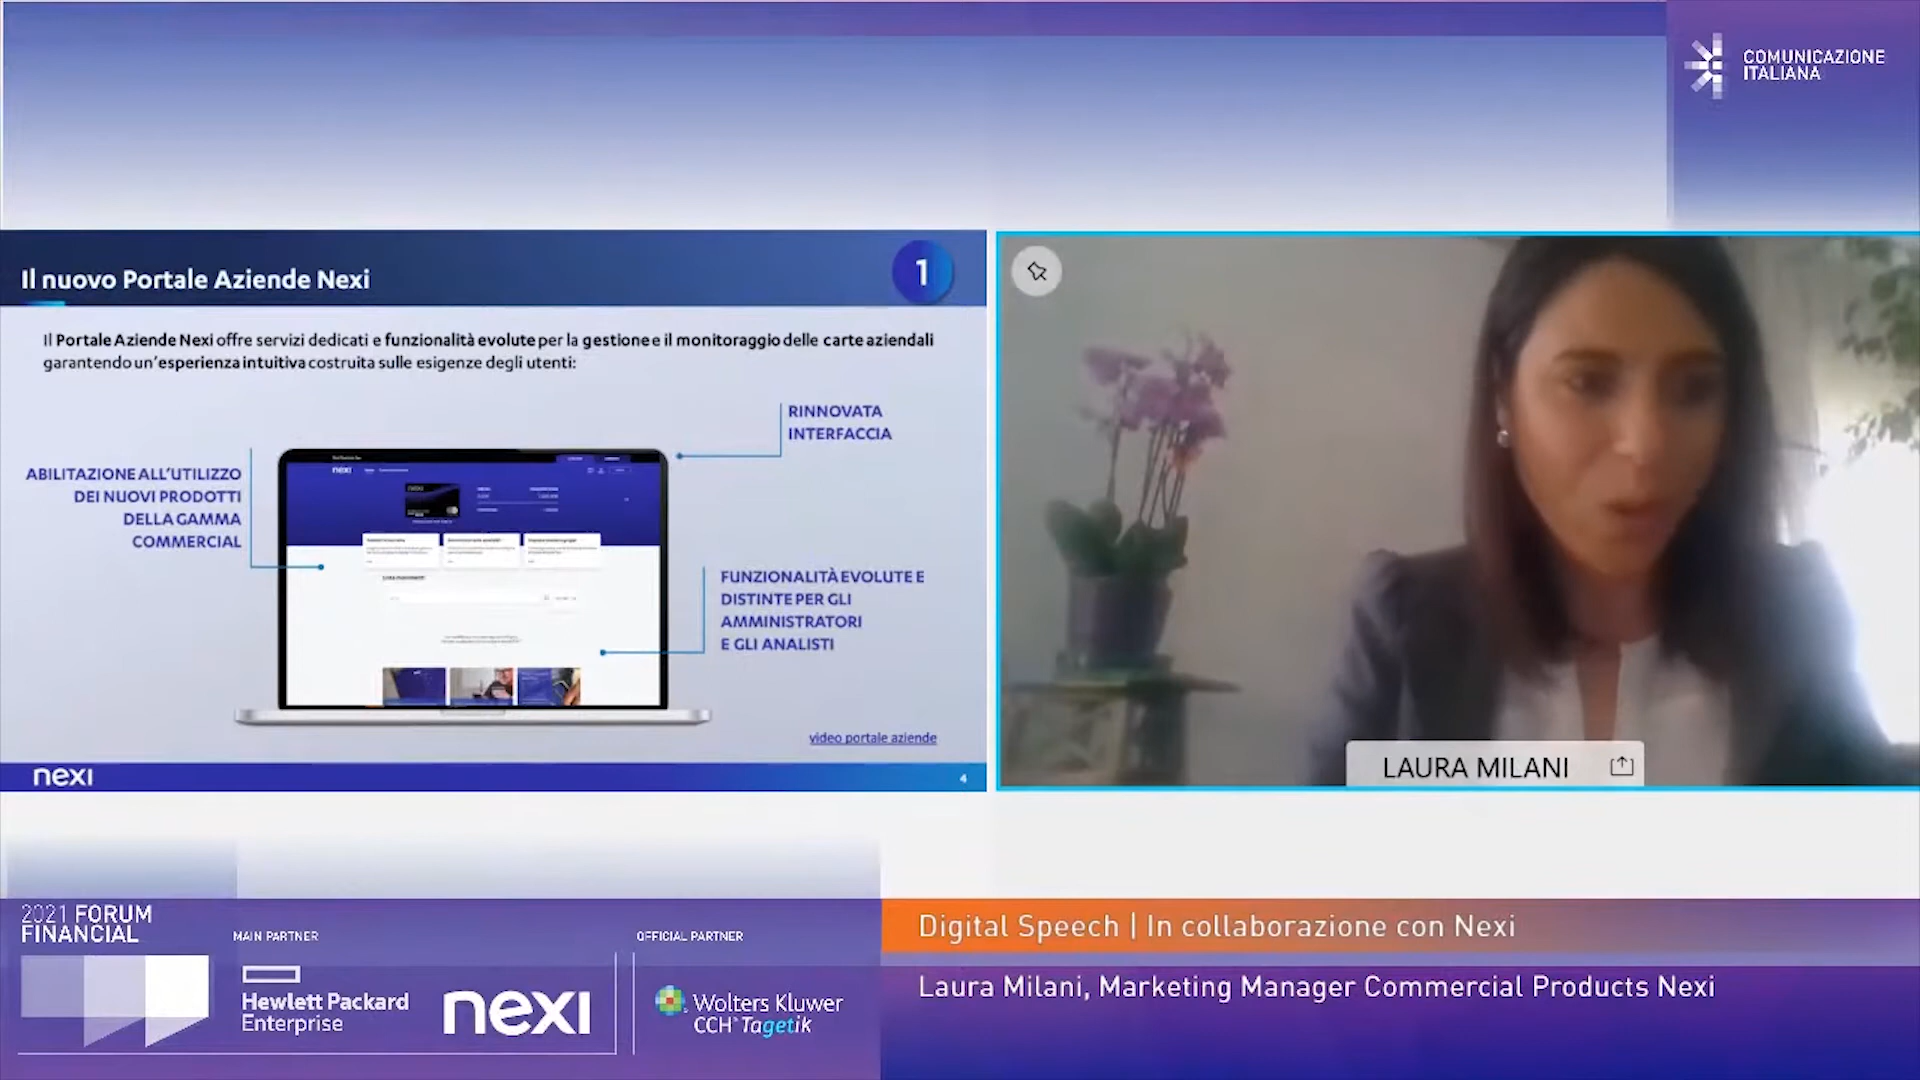 COMUNICAZIONE
ITALIANA
Il nuovo Portale Aziende Nexi
1
Il Portale Aziende Nexi offre servizi dedicati e funzionalità evolute per la gestione e il monitoraggio delle carte aziendali
garantendo un'esperienza intuitiva costruita sulle esigenze degli utenti:
RINNOVATA
INTERFACCIA
ABILITAZIONE ALL'UTILIZZO
DEI NUOVI PRODOTTI
DELLA GAMMA
COMMERCIAL
nexi
FUNZIONALITÀ EVOLUTE E
DISTINTE PER GLI
AMMINISTRATORI
E GLI ANALISTI
video portale aziende
nexi
4
LAURA MILANI
2021 FORUM
FINANCIAL
MAIN PARTNER
Hewlett Packard
Enterprise
nexi
OFFICIAL PARTNER
Wolters Kluwer
CCH® Tagetik
Digital Speech | In collaborazione con Nexi
Laura Milani, Marketing Manager Commercial Products Nexi